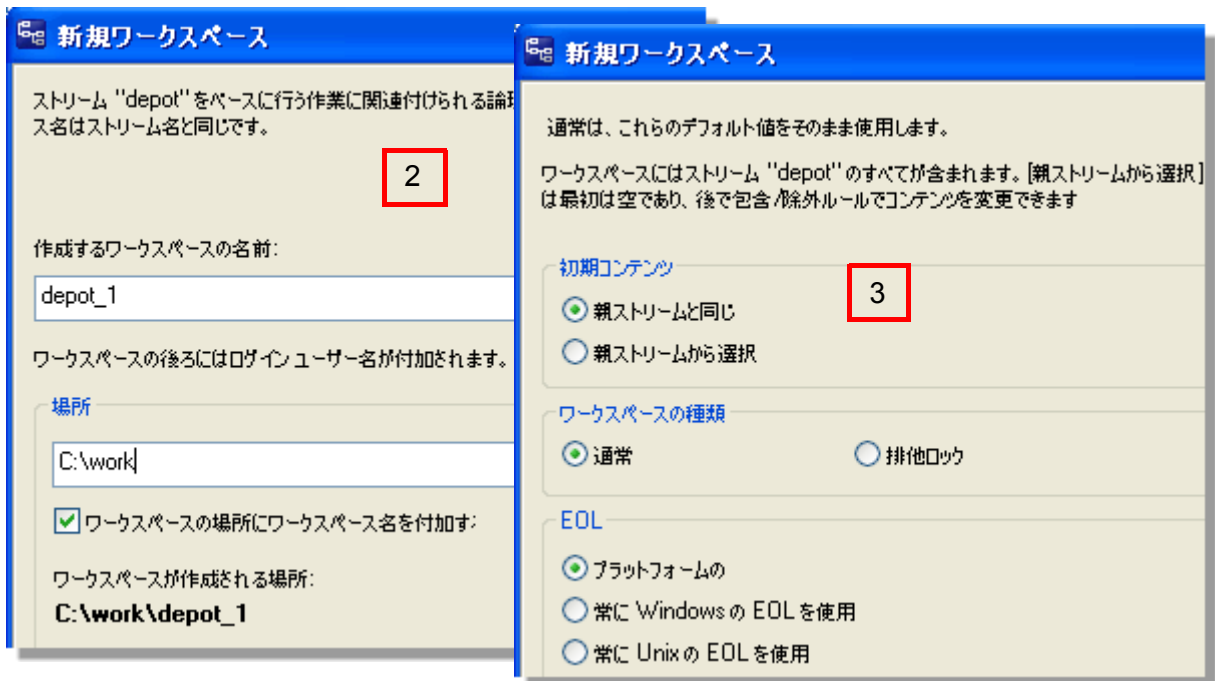 新規ワークスペース
ストリーム "depot"をベースに行う作業に関連付けられる論理
ス名はストリーム名と同じです。
2
作成するワークスペースの名前:
depot_1
ワークスペースの後ろにはログイン ユーザー名が付加されます。
場所
C:\work
ワークスペースの場所にワークスペース名を付加す
ワークスペースが作成される場所:
C:\work\depot_1
新規ワークスペース
通常は、これらのデフォルト値をそのまま使用します。
ワークスペースにはストリーム "depot"のすべてが含まれます。[親ストリームから選択]
は最初は空であり、後で包含/除外ルールでコンテンツを変更できます
初期コンテンツ
3
親ストリームと同じ
親ストリームから選択
ワークスペースの種類
通常 排他ロック
EOL
プラットフォームの
常に Windows の EOL を使用
常に Unix の EOL を使用